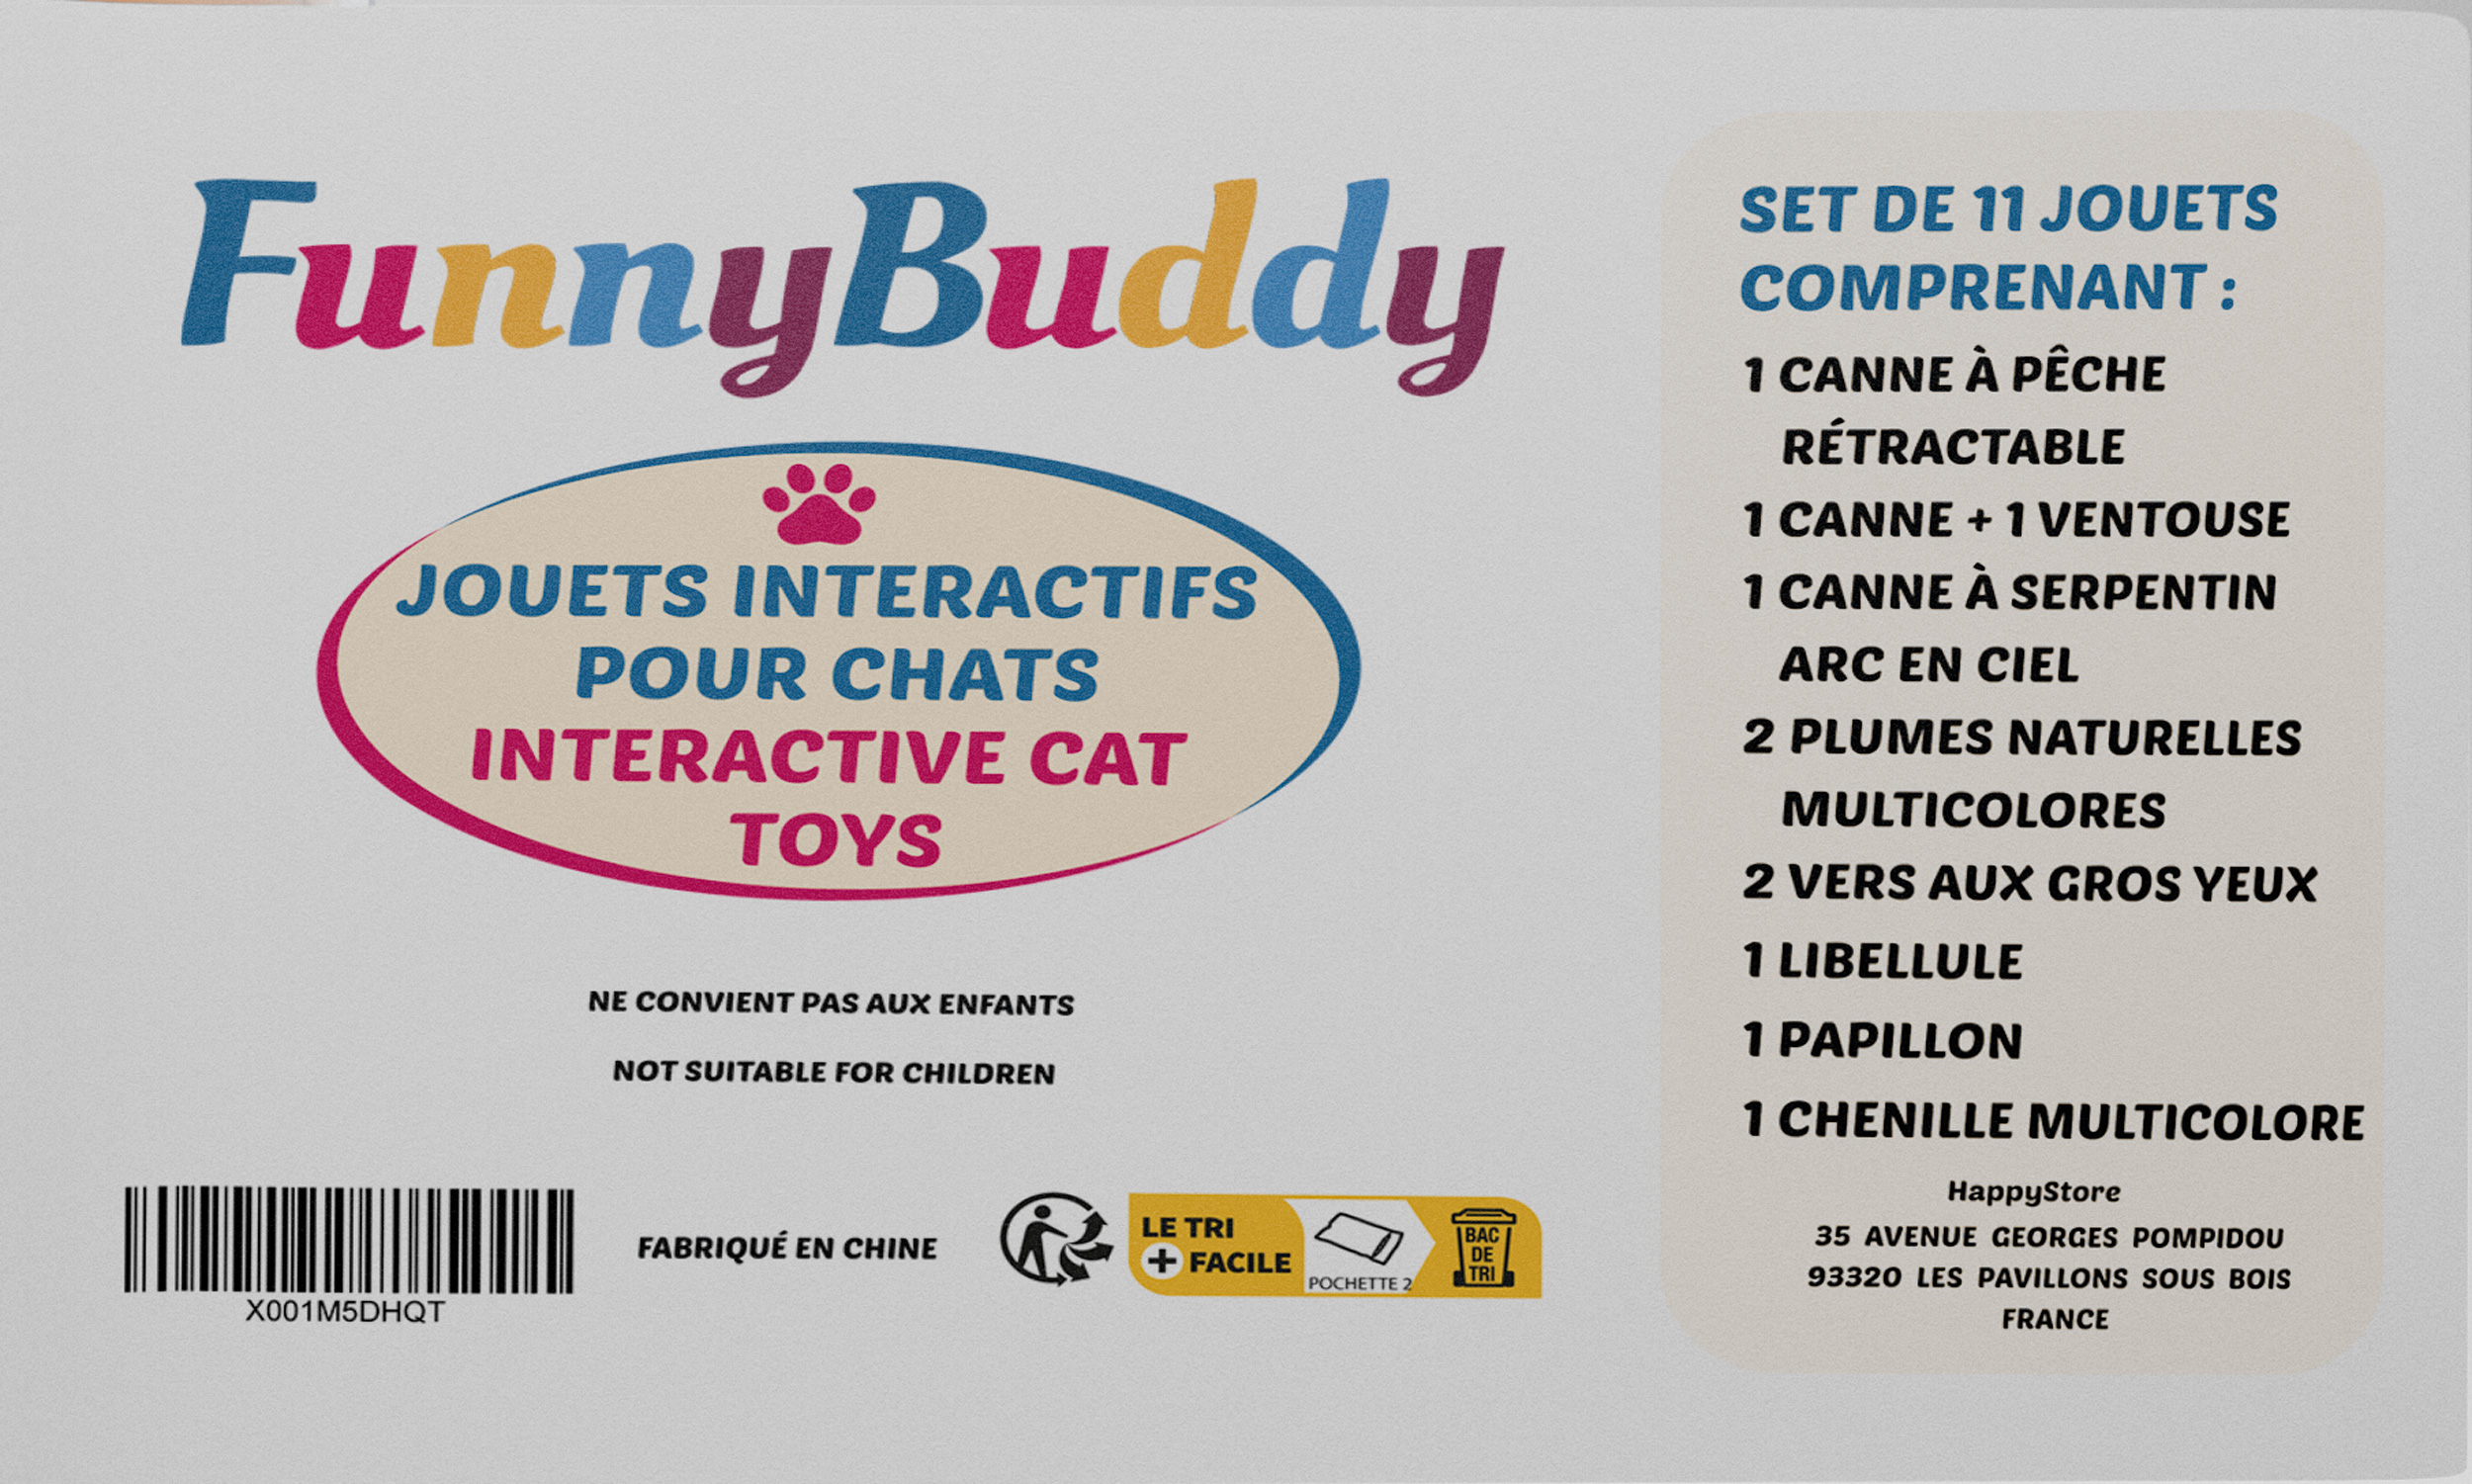 FunnyBuddy
JOUETS INTERACTIFS
POUR CHATS
INTERACTIVE CAT
TOYS
NE CONVIENT PAS AUX ENFANTS
NOT SUITABLE FOR CHILDREN
X001M5DHQT
FABRIQUÉ EN CHINE
LE TRI
+ FACILE
POCHETTE 2
BAC
DE
TRI
SET DE 11 JOUETS
COMPRENANT :
1 CANNE À PÊCHE
RÉTRACTABLE
1 CANNE + 1 VENTOUSE
1 CANNE À SERPENTIN
ARC EN CIEL
2 PLUMES NATURELLES
MULTICOLORES
2 VERS AUX GROS YEUX
1 LIBELLULE
1 PAPILLON
1 CHENILLE MULTICOLORE
HappyStore
35 AVENUE GEORGES POMPIDOU
93320 LES PAVILLONS SOUS BOIS
FRANCE